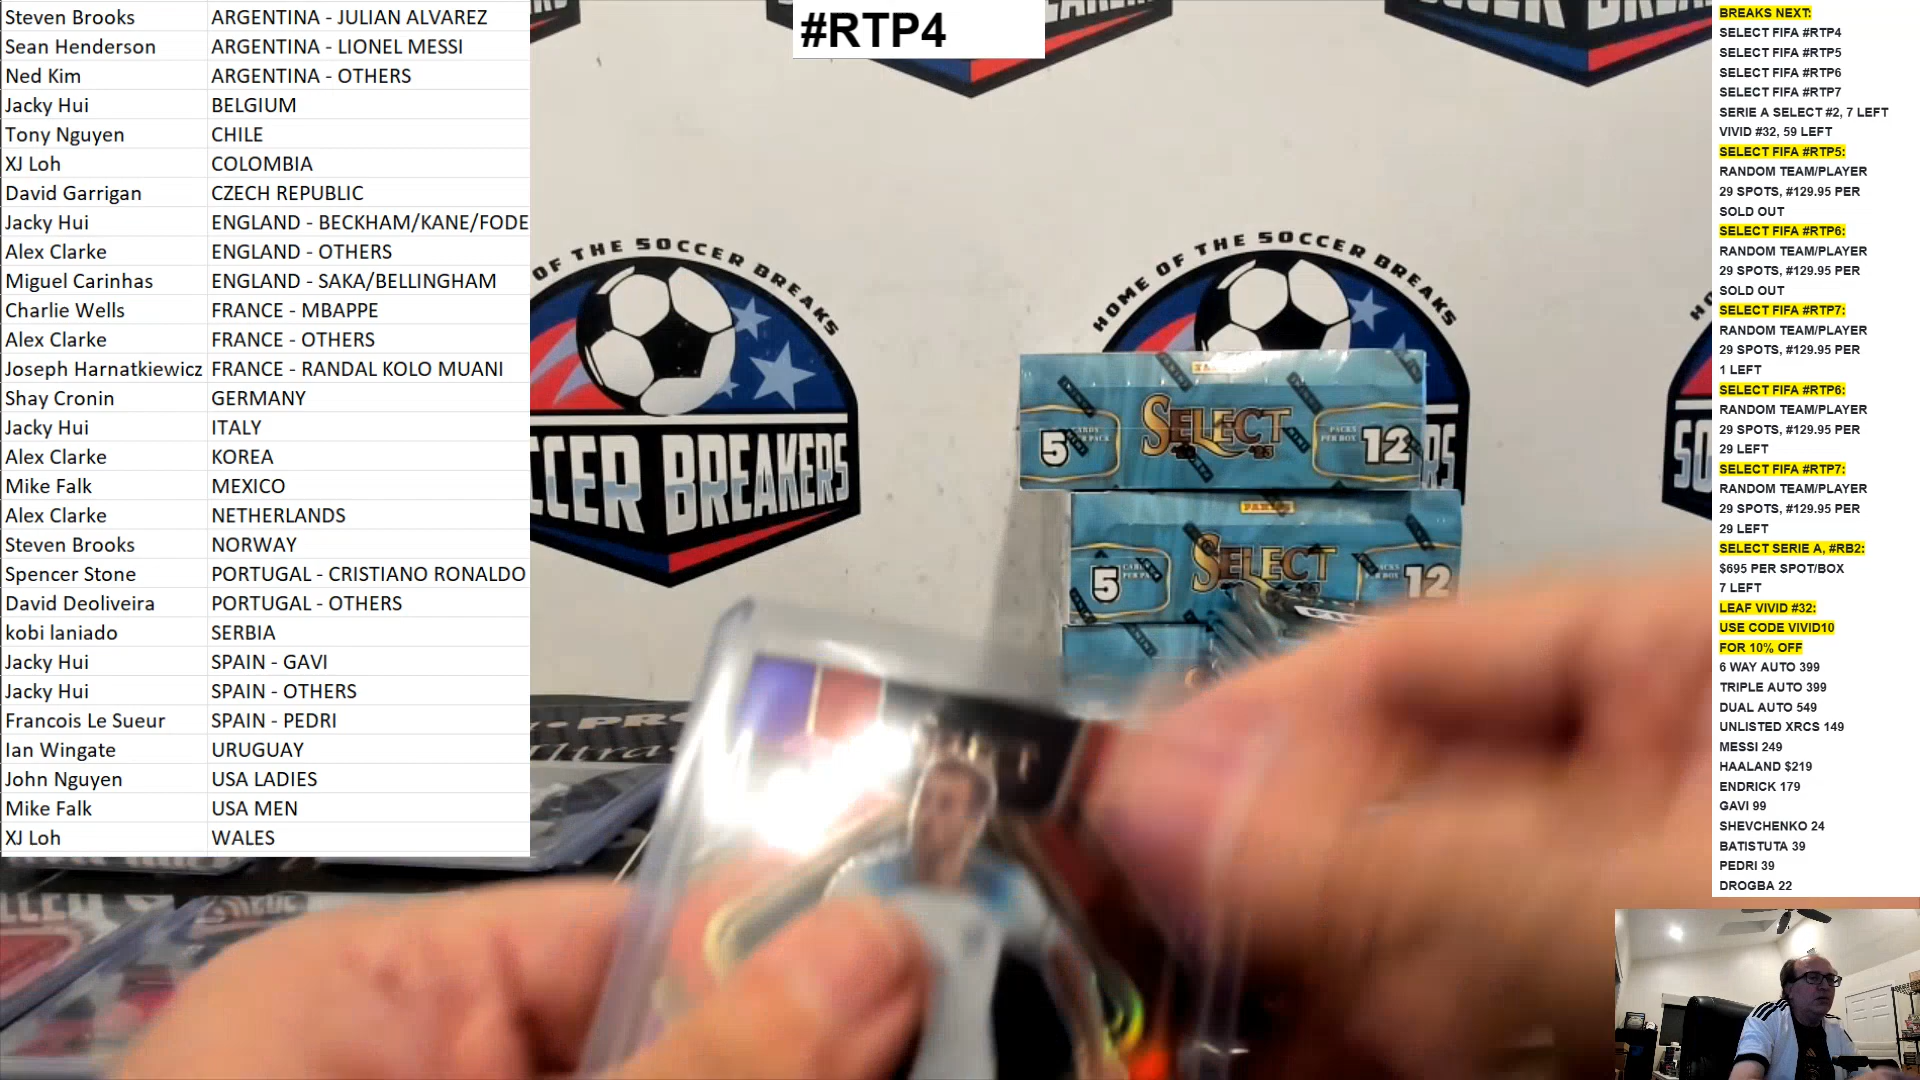 Steven Brooks ARGENTINA - JULIAN ALVAREZ
Sean Henderson ARGENTINA - LIONEL MESSI
Ned Kim ARGENTINA - OTHERS
Jacky Hui BELGIUM
Tony Nguyen CHILE
XJ Loh COLOMBIA
David Garrigan CZECH REPUBLIC
Jacky Hui ENGLAND - BECKHAM/KANE/FODE
Alex Clarke ENGLAND - OTHERS
Miguel Carinhas ENGLAND - SAKA/BELLINGHAM
Charlie Wells FRANCE - MBAPPE
Alex Clarke FRANCE - OTHERS
Joseph Harnatkiewicz FRANCE - RANDAL KOLO MUANI
Shay Cronin GERMANY
Jacky Hui ITALY
Alex Clarke KOREA
Mike Falk MEXICO
Alex Clarke NETHERLANDS
Steven Brooks NORWAY
Spencer Stone PORTUGAL - CRISTIANO RONALDO
David Deoliveira PORTUGAL - OTHERS
kobi laniado SERBIA
Jacky Hui SPAIN - GAVI
Jacky Hui SPAIN - OTHERS
Francois Le Sueur SPAIN - PEDRI
Ian Wingate URUGUAY
John Nguyen USA LADIES
Mike Falk USA MEN
XJ Loh WALES
#RTP4
OF THE SOCCER BREAKS
CCER BREAKERS
HOME OF THE SOCCER BREAKS
SELECT
5 CARDS PER PACK
12 PACKS PER BOX
PANINI
SELECT
5
12
BREAKS NEXT:
SELECT FIFA #RTP4
SELECT FIFA #RTP5
SELECT FIFA #RTP6
SELECT FIFA #RTP7
SERIE A SELECT #2, 7 LEFT
VIVID #32, 59 LEFT
SELECT FIFA #RTP5:
RANDOM TEAM/PLAYER
29 SPOTS, #129.95 PER
SOLD OUT
SELECT FIFA #RTP6:
RANDOM TEAM/PLAYER
29 SPOTS, #129.95 PER
SOLD OUT
SELECT FIFA #RTP7:
RANDOM TEAM/PLAYER
29 SPOTS, #129.95 PER
1 LEFT
SELECT FIFA #RTP6:
RANDOM TEAM/PLAYER
29 SPOTS, #129.95 PER
29 LEFT
SELECT FIFA #RTP7:
RANDOM TEAM/PLAYER
29 SPOTS, #129.95 PER
29 LEFT
SELECT SERIE A, #RB2:
$695 PER SPOT/BOX
7 LEFT
LEAF VIVID #32:
USE CODE VIVID10
FOR 10% OFF
6 WAY AUTO 399
TRIPLE AUTO 399
DUAL AUTO 549
UNLISTED XRCS 149
MESSI 249
HAALAND $219
ENDRICK 179
GAVI 99
SHEVCHENKO 24
BATISTUTA 39
PEDRI 39
DROGBA 22